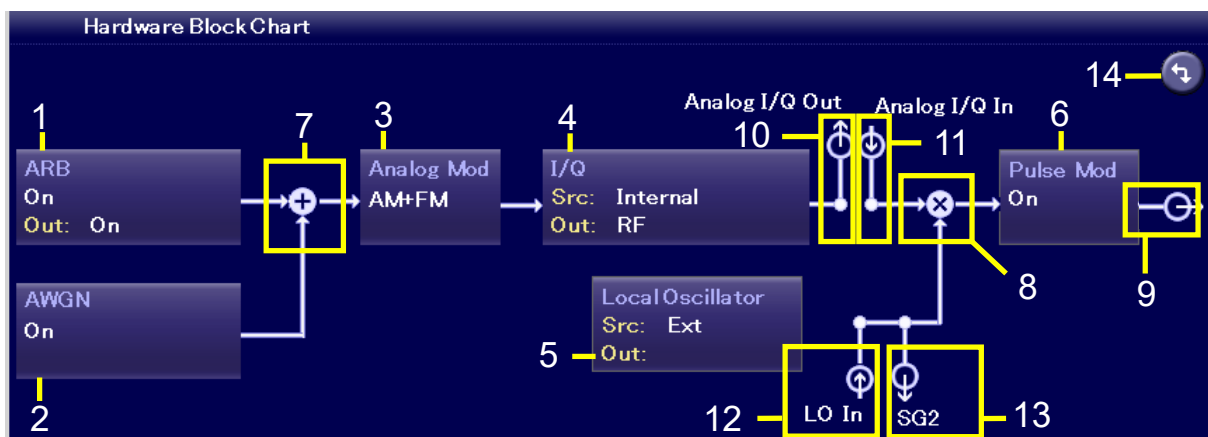 Hardware Block Chart
14
Analog I/Q Out
Analog I/Q In
1
7
3
4
10
11
6
ARB
On
Out: On
Analog Mod
AM+FM
I/Q
Src: Internal
Out: RF
Pulse Mod
On
8
9
AWGN
On
2
Local Oscillator
Src: Ext
Out:
5
12
LO In
SG2
13